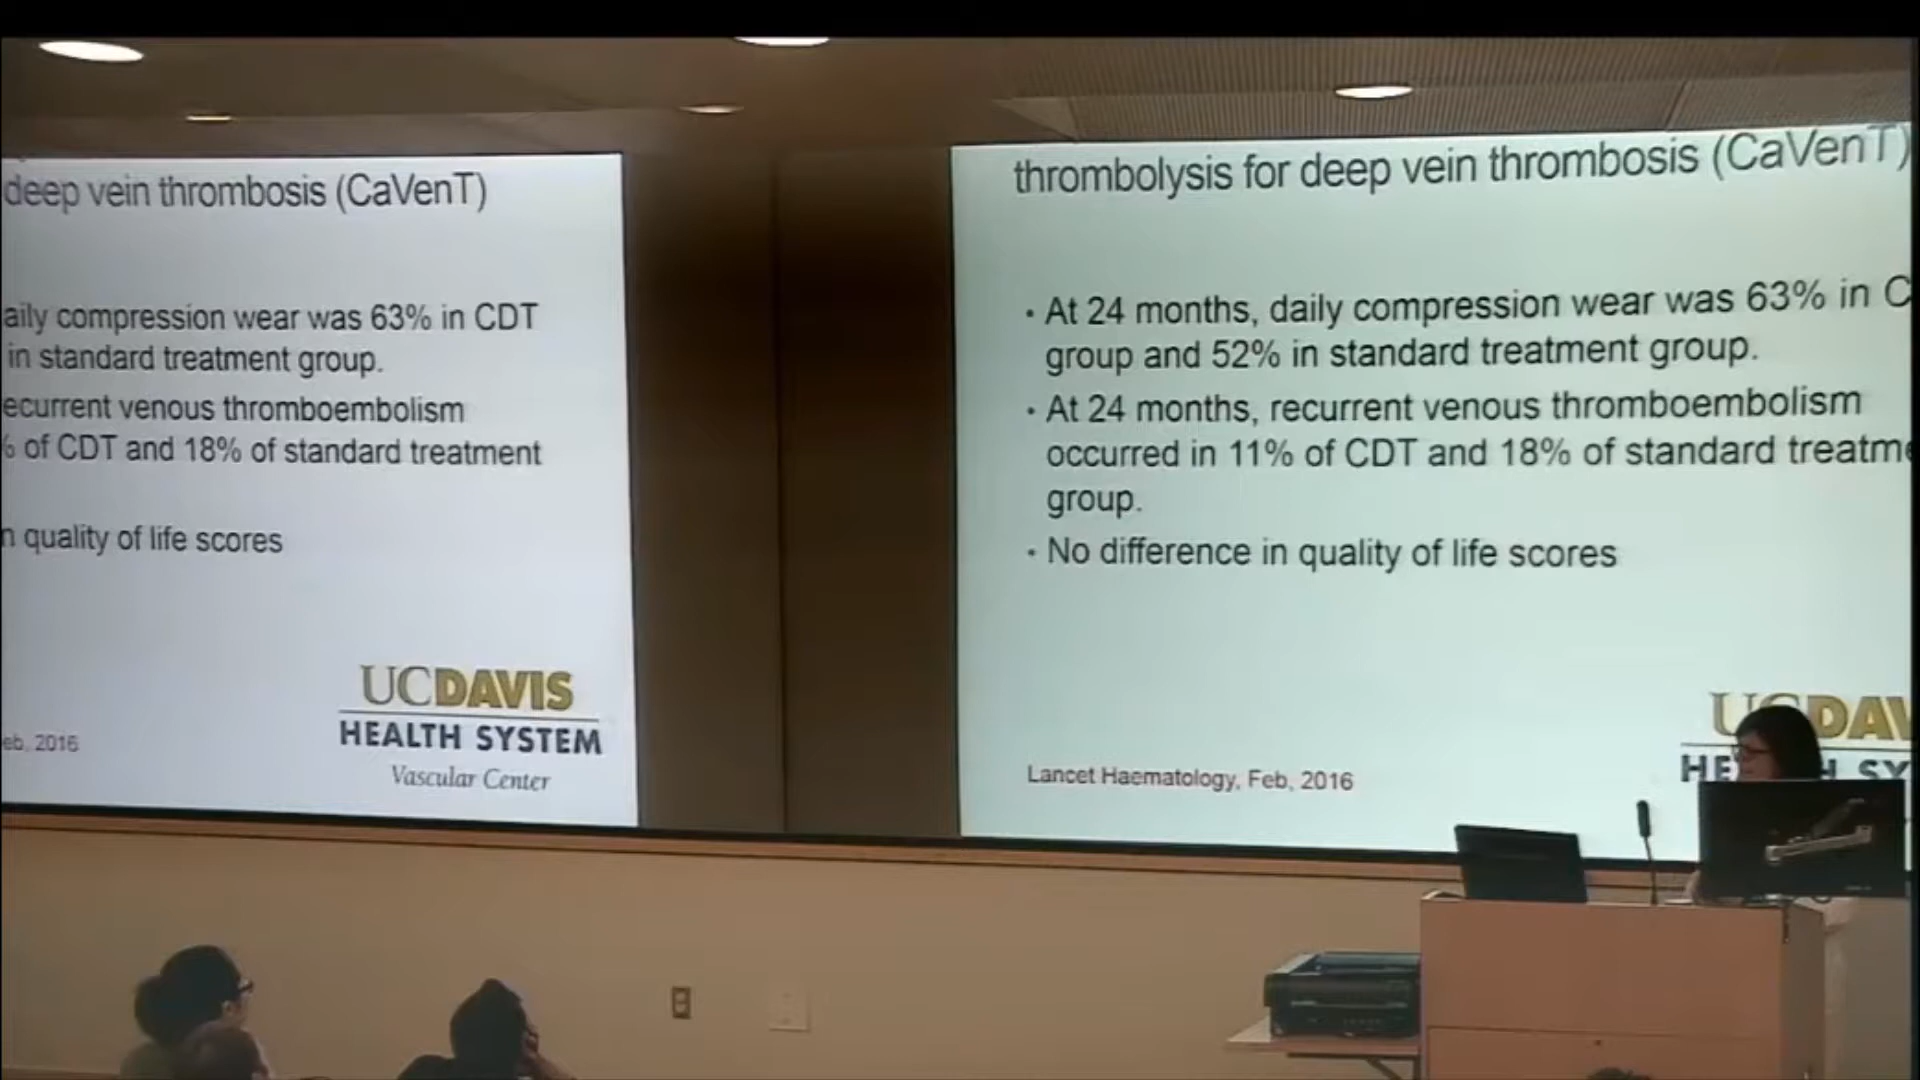 deep vein thrombosis (CaVenT)
aily compression wear was 63% in CDT
in standard treatment group.
ecurrent venous thromboembolism
% of CDT and 18% of standard treatment
n quality of life scores
UCDAVIS
HEALTH SYSTEM
Vascular Center
eb, 2016
thrombolysis for deep vein thrombosis (CaVenT)
• At 24 months, daily compression wear was 63% in C
group and 52% in standard treatment group.
• At 24 months, recurrent venous thromboembolism
occurred in 11% of CDT and 18% of standard treatme
group.
• No difference in quality of life scores
Lancet Haematology, Feb, 2016
UCDAV
HE H SY